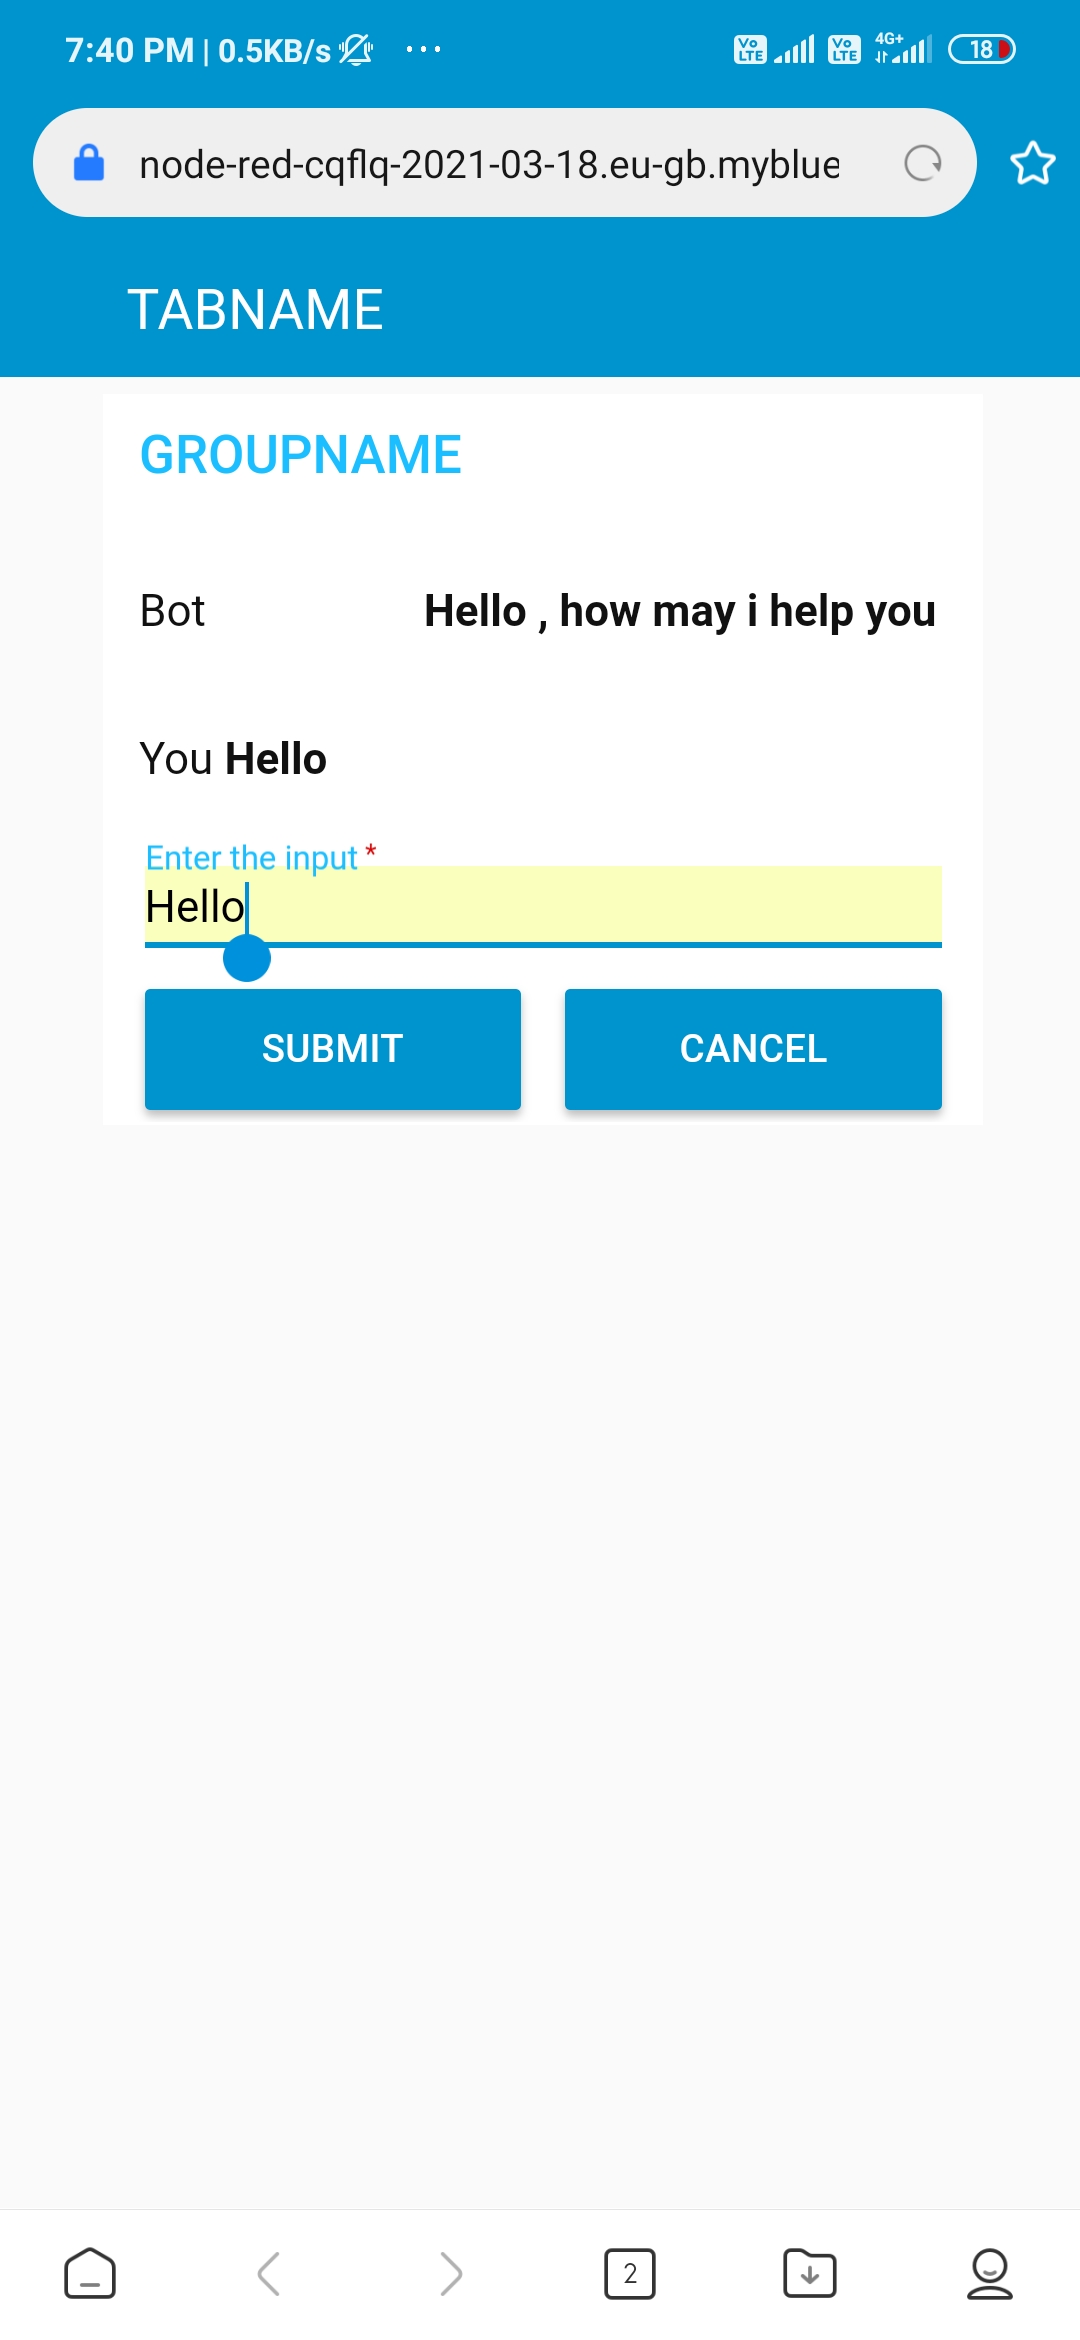 7:40 PM | 0.5KB/s ...
Vo LTE Vo LTE 4G+ 18
node-red-cqflq-2021-03-18.eu-gb.myblue
TABNAME
GROUPNAME
Bot Hello , how may i help you
You Hello
Enter the input *
Hello
SUBMIT CANCEL
2